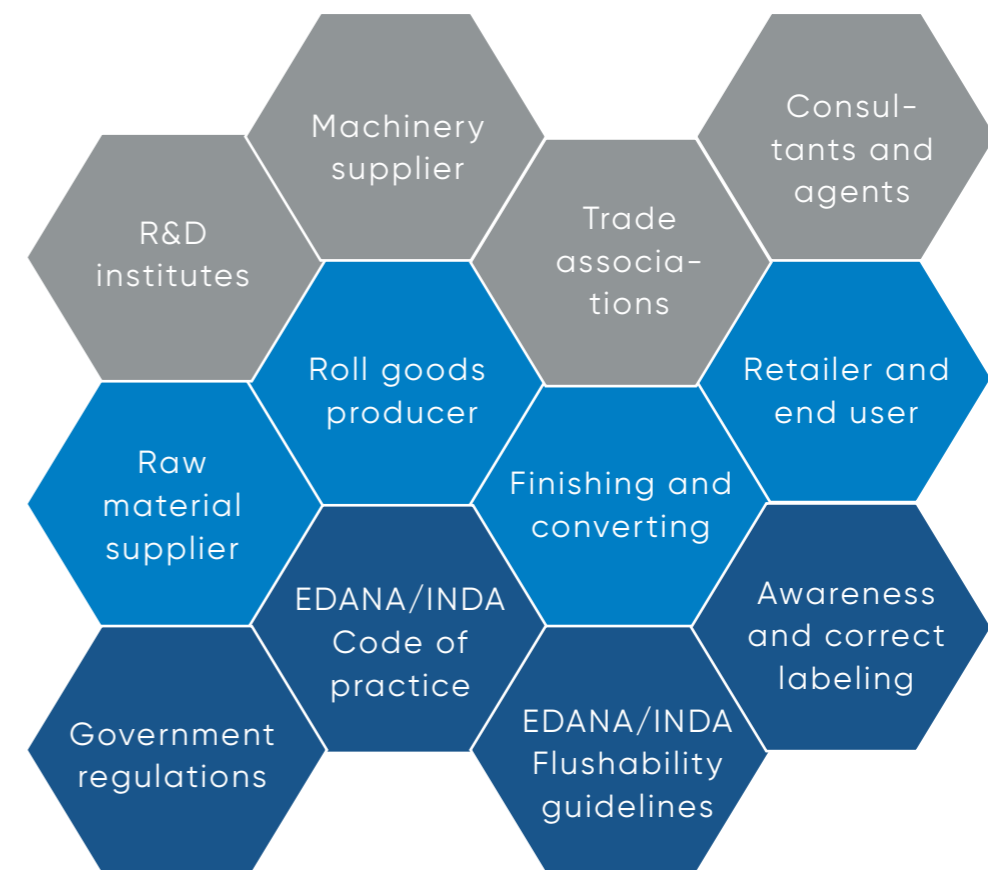 Machinery
supplier
Consul-
tants and
agents
R&D
institutes
Trade
associa-
tions
Roll goods
producer
Retailer and
end user
Raw
material
supplier
Finishing and
converting
EDANA/INDA
Code of
practice
Awareness
and correct
labeling
Government
regulations
EDANA/INDA
Flushability
guidelines